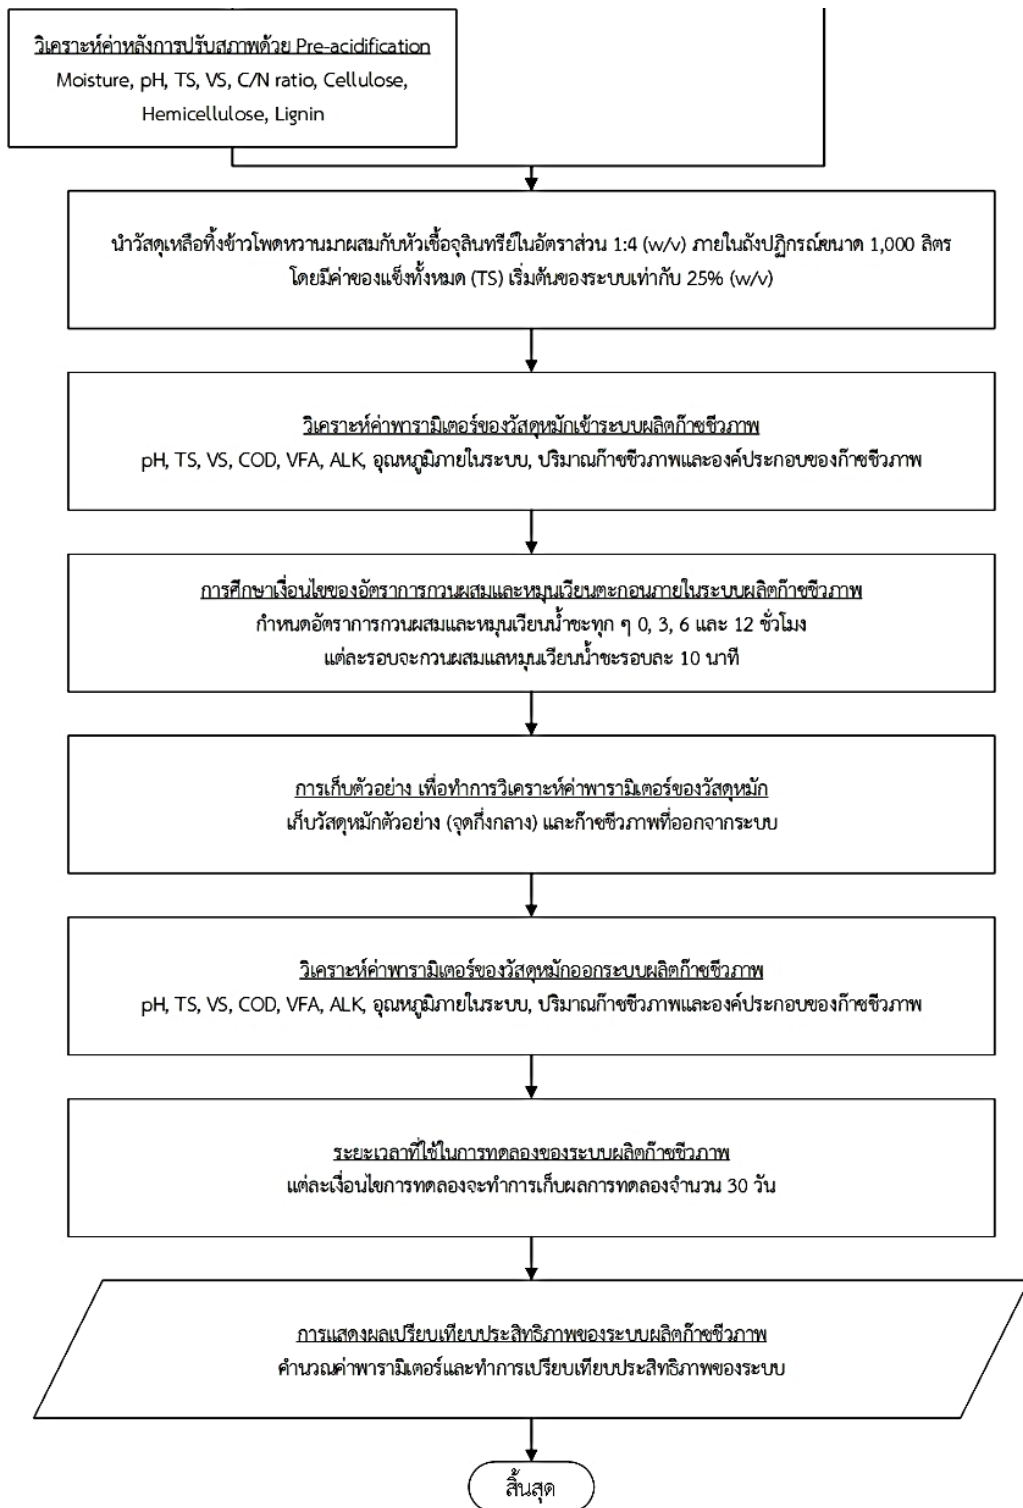 วิเคราะห์ค่าหลังการปรับสภาพด้วย Pre-acidification
Moisture, pH, TS, VS, C/N ratio, Cellulose,
Hemicellulose, Lignin
นำวัสดุเหลือทิ้งข้าวโพดหวานมาผสมกับหัวเชื้อจุลินทรีย์ในอัตราส่วน 1:4 (w/v) ภายในถังปฏิกรณ์ขนาด 1,000 ลิตร
โดยมีค่าของแข็งทั้งหมด (TS) เริ่มต้นของระบบเท่ากับ 25% (w/v)
วิเคราะห์ค่าพารามิเตอร์ของวัสดุหมักเข้าระบบผลิตก๊าซชีวภาพ
pH, TS, VS, COD, VFA, ALK, อุณหภูมิภายในระบบ, ปริมาณก๊าซชีวภาพและองค์ประกอบของก๊าซชีวภาพ
การศึกษาเงื่อนไขของอัตราการกวนผสมและหมุนเวียนตะกอนภายในระบบผลิตก๊าซชีวภาพ
กำหนดอัตราการกวนผสมและหมุนเวียนน้ำชะทุก ๆ 0, 3, 6 และ 12 ชั่วโมง
แต่ละรอบจะกวนผสมแลหมุนเวียนน้ำชะรอบละ 10 นาที
การเก็บตัวอย่าง เพื่อทำการวิเคราะห์ค่าพารามิเตอร์ของวัสดุหมัก
เก็บวัสดุหมักตัวอย่าง (จุดกึ่งกลาง) และก๊าซชีวภาพที่ออกจากระบบ
วิเคราะห์ค่าพารามิเตอร์ของวัสดุหมักออกระบบผลิตก๊าซชีวภาพ
pH, TS, VS, COD, VFA, ALK, อุณหภูมิภายในระบบ, ปริมาณก๊าซชีวภาพและองค์ประกอบของก๊าซชีวภาพ
ระยะเวลาที่ใช้ในการทดลองของระบบผลิตก๊าซชีวภาพ
แต่ละเงื่อนไขการทดลองจะทำการเก็บผลการทดลองจำนวน 30 วัน
การแสดงผลเปรียบเทียบประสิทธิภาพของระบบผลิตก๊าซชีวภาพ
คำนวณค่าพารามิเตอร์และทำการเปรียบเทียบประสิทธิภาพของระบบ
สิ้นสุด